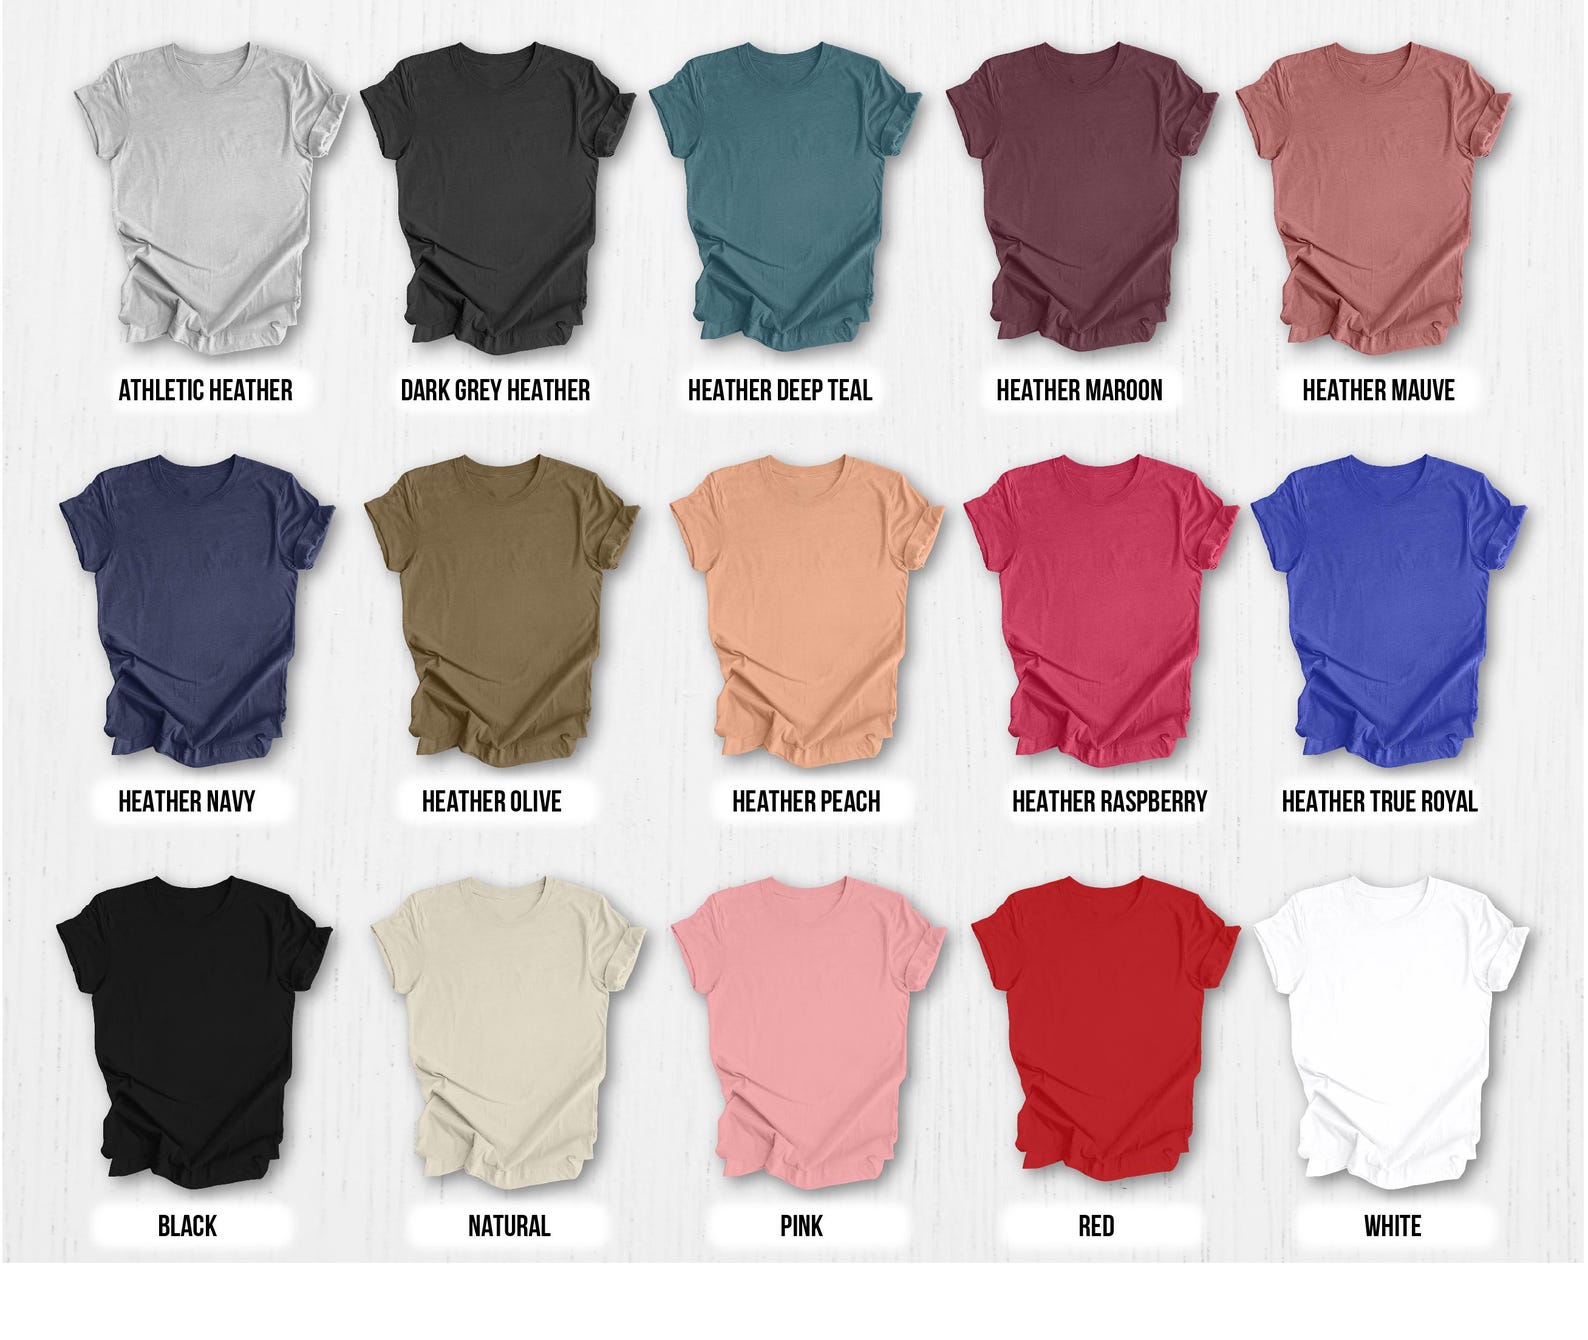 ATHLETIC HEATHER
DARK GREY HEATHER
HEATHER DEEP TEAL
HEATHER MAROON
HEATHER MAUVE
HEATHER NAVY
HEATHER OLIVE
HEATHER PEACH
HEATHER RASPBERRY
HEATHER TRUE ROYAL
BLACK
NATURAL
PINK
RED
WHITE